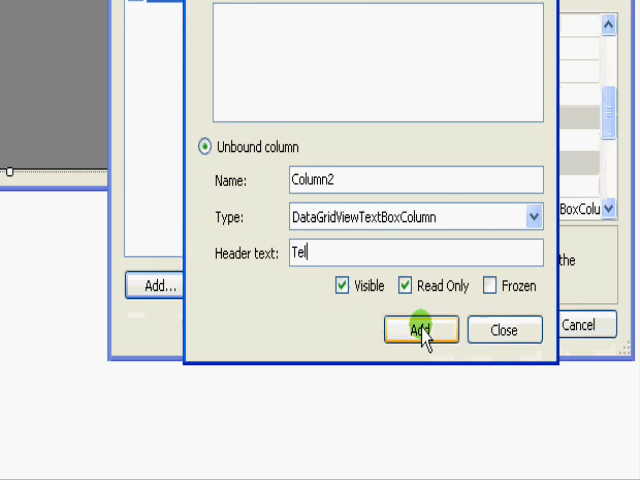 Unbound column
Name: Column2
Type: DataGridViewTextBoxColumn
BoxColu
Header text: Tel
the
Add...
Visible Read Only Frozen
Add Close Cancel